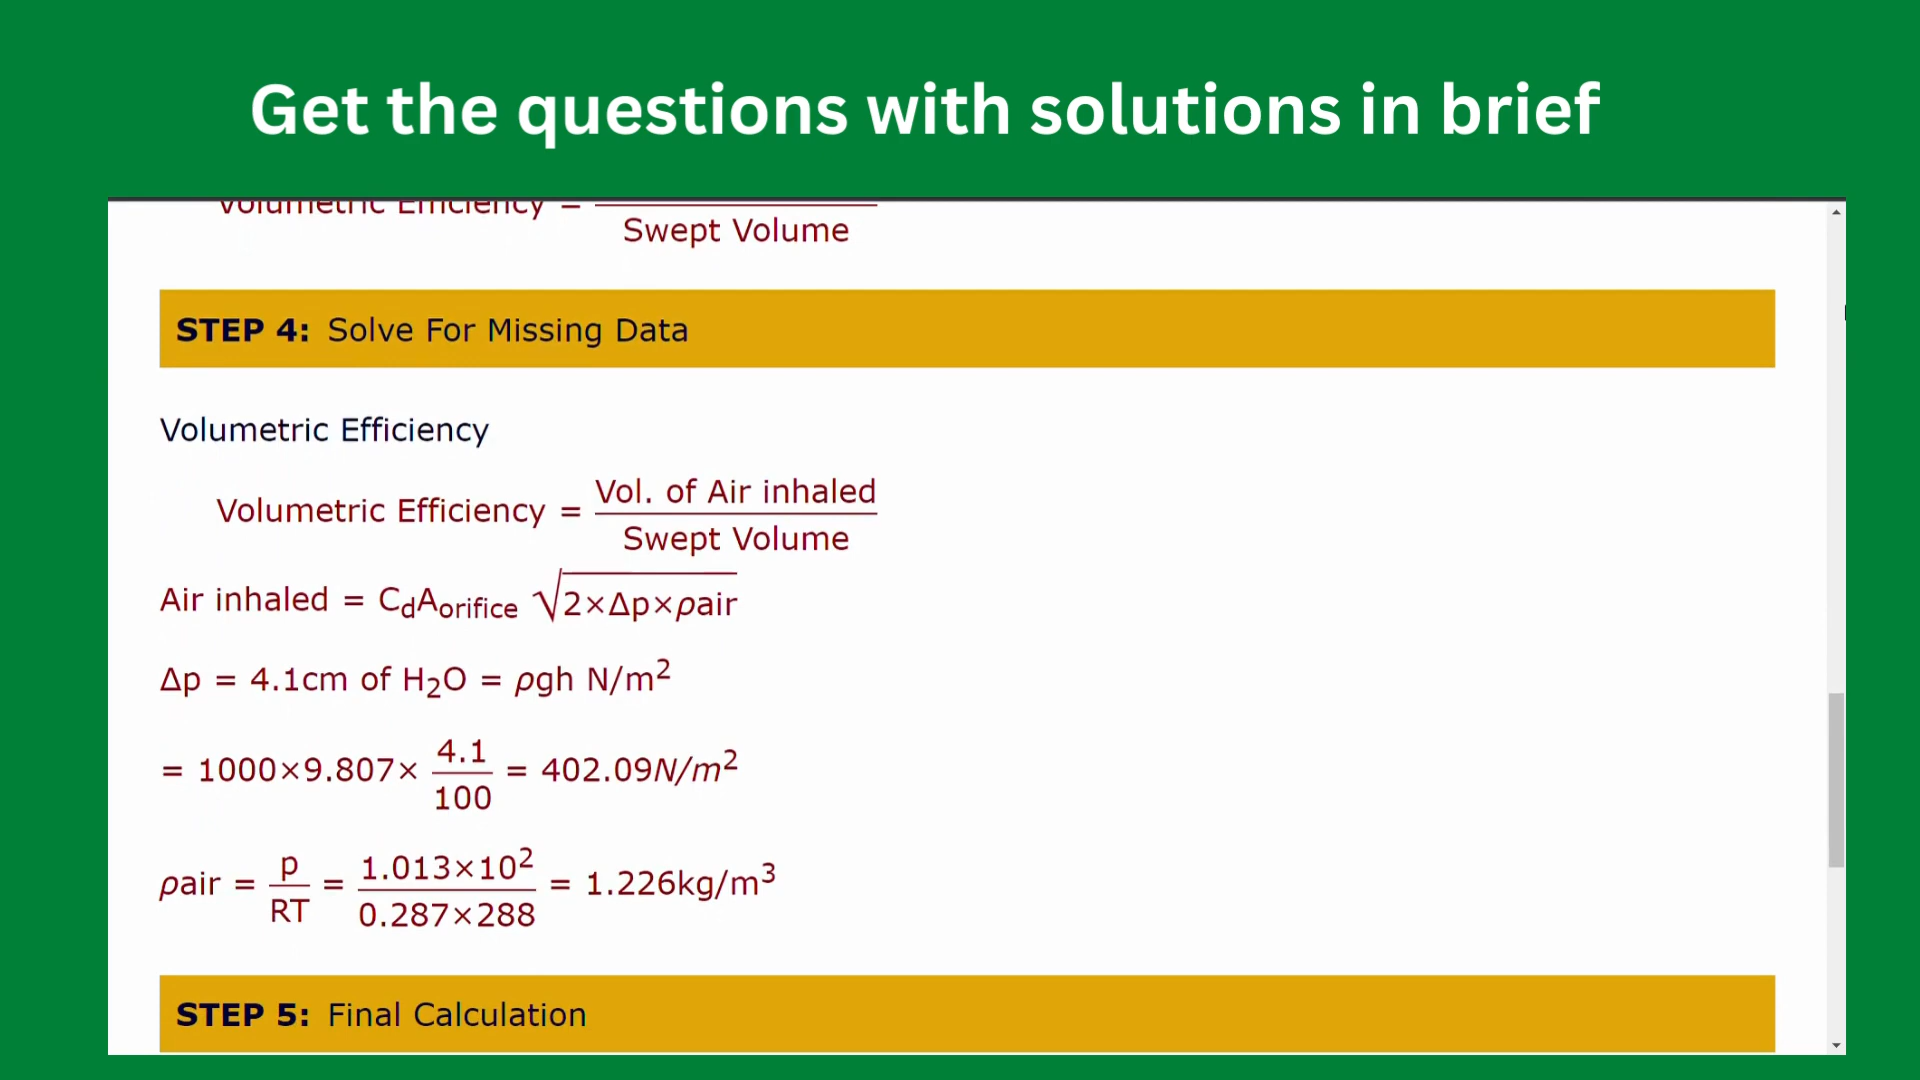 Get the questions with solutions in brief
Volumetric Efficiency =
Swept Volume
STEP 4: Solve For Missing Data
Volumetric Efficiency
Volumetric Efficiency = Vol. of Air inhaled / Swept Volume
Air inhaled = CdAorifice √2×Δp×ρair
Δp = 4.1cm of H₂O = ρgh N/m²
= 1000×9.807× 4.1/100 = 402.09N/m²
ρair = p/RT = 1.013×10²/0.287×288 = 1.226kg/m³
STEP 5: Final Calculation